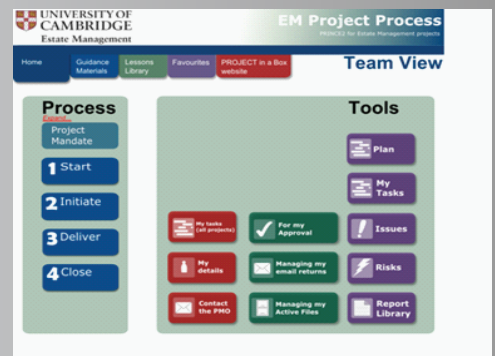 UNIVERSITY OF
CAMBRIDGE
Estate Management
EM Project Process
PRINCE2 for Estate Management projects
Home
Guidance
Materials
Lessons
Library
Favourites
PROJECT in a Box
website
Team View
Process
Expand...
Project
Mandate
1 Start
2 Initiate
3 Deliver
4 Close
Tools
Plan
My
Tasks
My tasks
(all projects)
For my
Approval
Issues
My
details
Managing my
email returns
Risks
Contact
the PMO
Managing my
Active Files
Report
Library